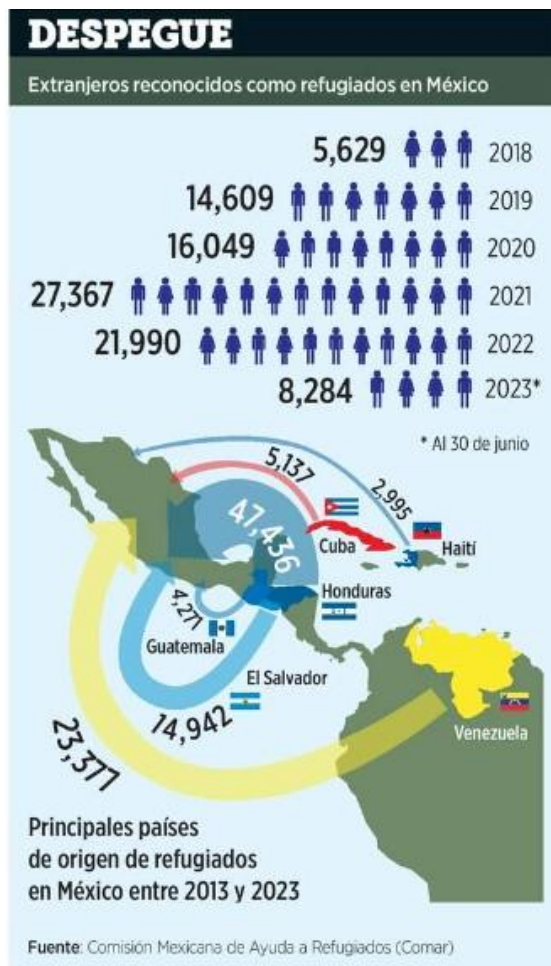 DESPEGUE
Extranjeros reconocidos como refugiados en México
5,629 2018
14,609 2019
16,049 2020
27,367 2021
21,990 2022
8,284 2023*
* Al 30 de junio
5,137
2,995
47,436
Cuba
Haití
Honduras
4,271
Guatemala
El Salvador
14,942
23,377
Venezuela
Principales países
de origen de refugiados
en México entre 2013 y 2023
Fuente: Comisión Mexicana de Ayuda a Refugiados (Comar)